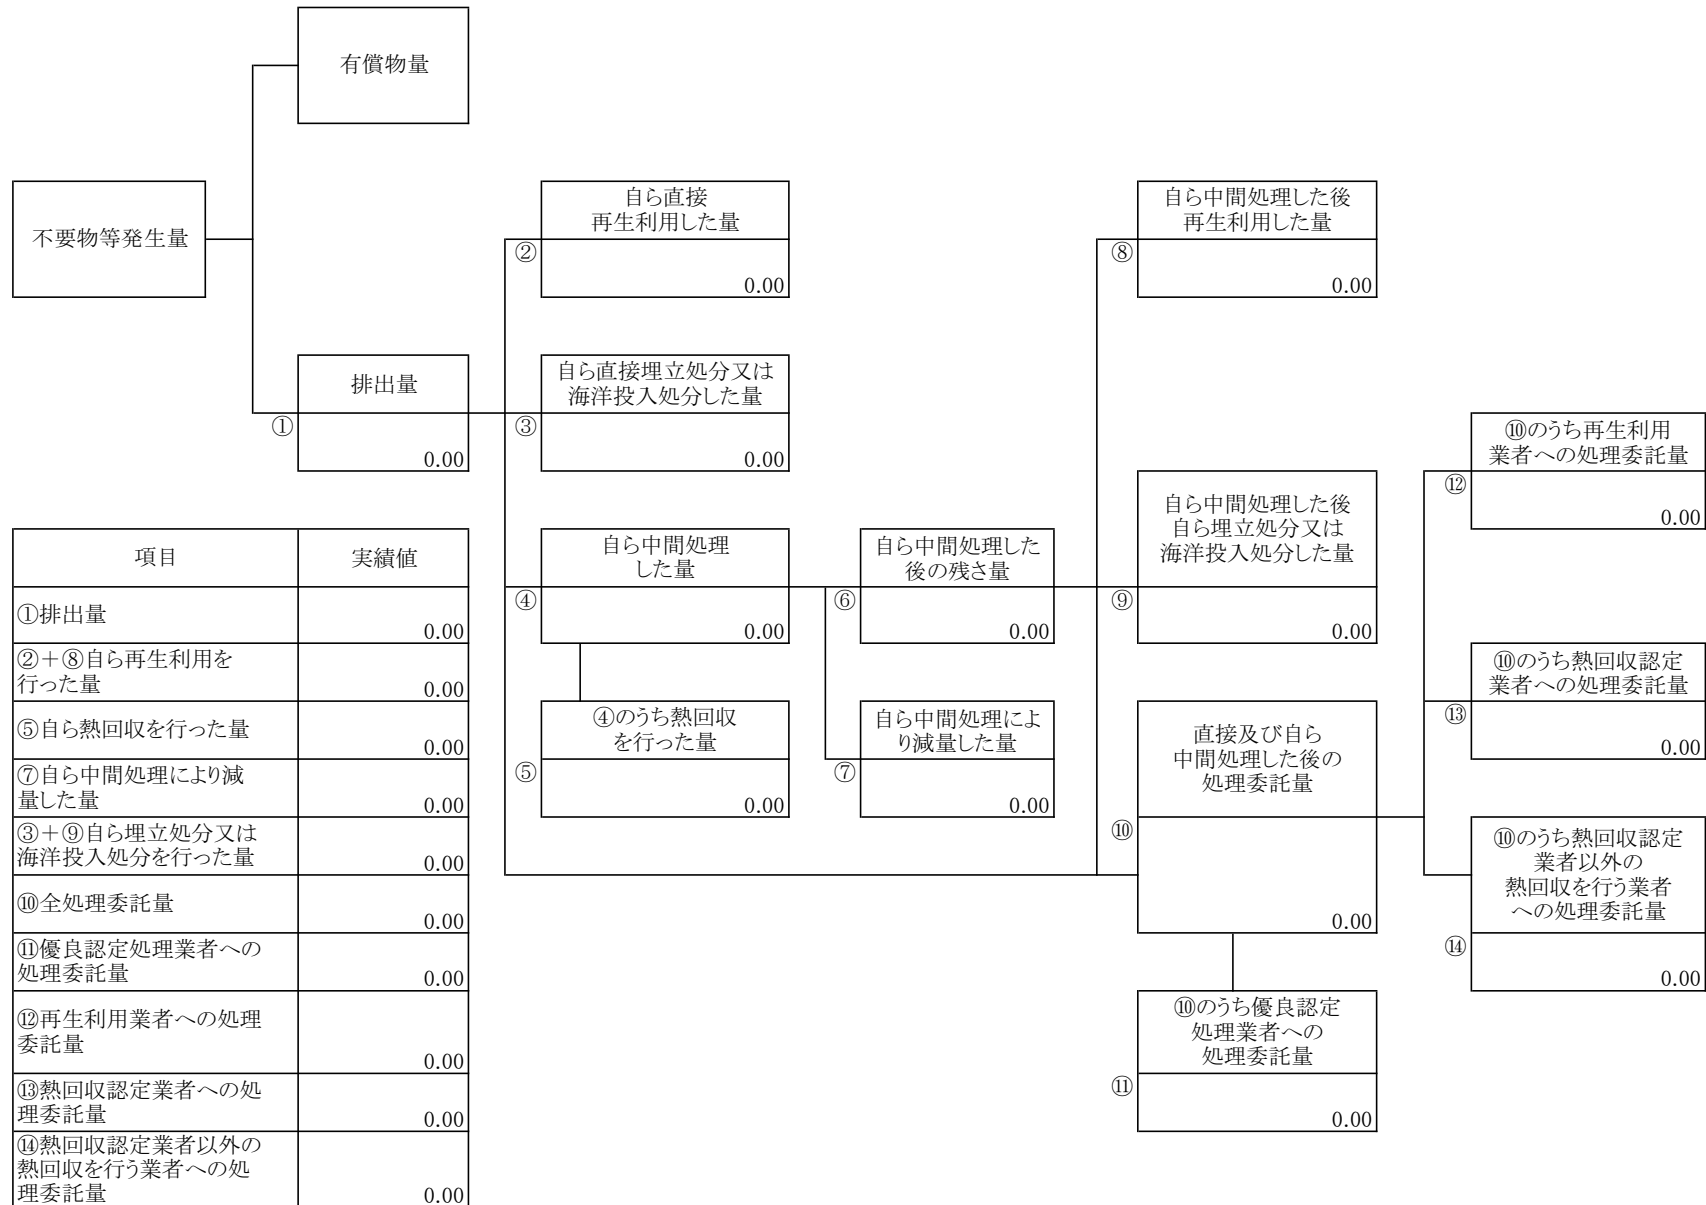 有償物量
不要物等発生量
自ら直接
再生利用した量
②
0.00
自ら中間処理した後
再生利用した量
⑧
0.00
排出量
①
0.00
自ら直接埋立処分又は
海洋投入処分した量
③
0.00
⑩のうち再生利用
業者への処理委託量
⑫
0.00
自ら中間処理した後
自ら埋立処分又は
海洋投入処分した量
⑨
0.00
自ら中間処理
した量
④
0.00
自ら中間処理した
後の残さ量
⑥
0.00
④のうち熱回収
を行った量
⑤
0.00
自ら中間処理によ
り減量した量
⑦
0.00
直接及び自ら
中間処理した後の
処理委託量
⑩
0.00
⑩のうち熱回収認定
業者への処理委託量
⑬
0.00
⑩のうち熱回収認定
業者以外の
熱回収を行う業者
への処理委託量
⑭
0.00
⑩のうち優良認定
処理業者への
処理委託量
⑪
0.00
項目 実績値
①排出量
0.00
②+⑧自ら再生利用を
行った量 0.00
⑤自ら熱回収を行った量
0.00
⑦自ら中間処理により減
量した量 0.00
③+⑨自ら埋立処分又は
海洋投入処分を行った量 0.00
⑩全処理委託量
0.00
⑪優良認定処理業者への
処理委託量 0.00
⑫再生利用業者への処理
委託量
0.00
⑬熱回収認定業者への処
理委託量 0.00
⑭熱回収認定業者以外の
熱回収を行う業者への処
理委託量 0.00